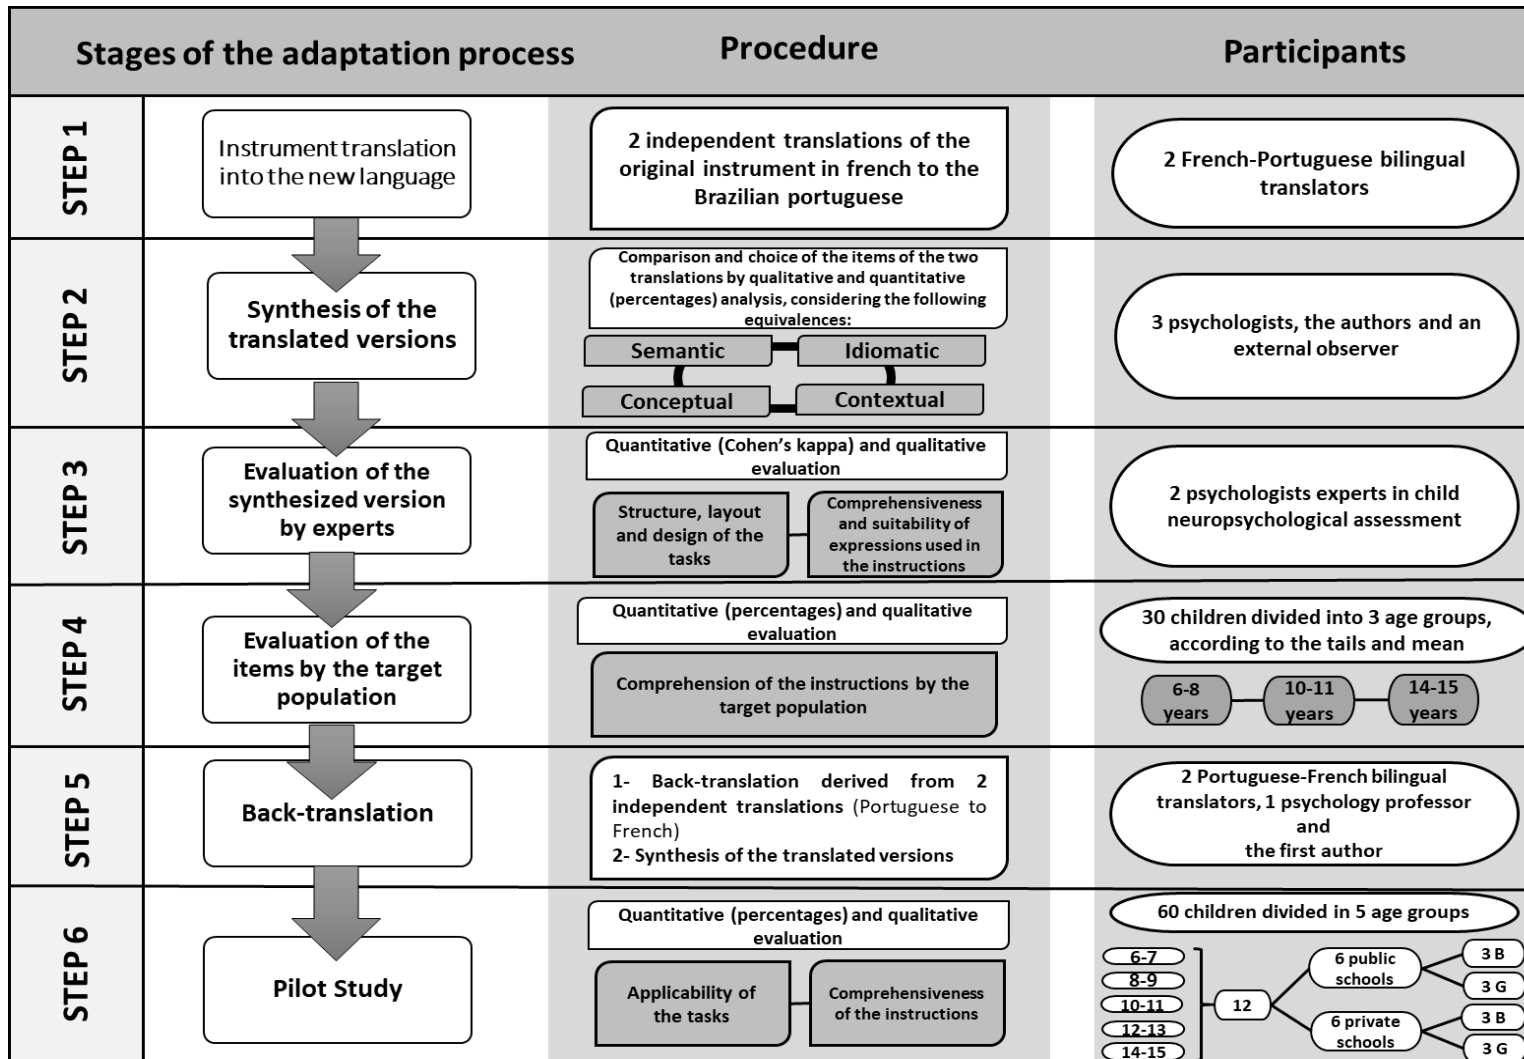 Stages of the adaptation process
Procedure
Participants
STEP 1
Instrument translation
into the new language
2 independent translations of the
original instrument in french to the
Brazilian portuguese
2 French-Portuguese bilingual
translators
STEP 2
Synthesis of the
translated versions
Comparison and choice of the items of the two
translations by qualitative and quantitative
(percentages) analysis, considering the following
equivalences:
Semantic
Idiomatic
Conceptual
Contextual
3 psychologists, the authors and an
external observer
STEP 3
Evaluation of the
synthesized version
by experts
Quantitative (Cohen’s kappa) and qualitative
evaluation
Structure, layout
and design of the
tasks
Comprehensiveness
and suitability of
expressions used in
the instructions
2 psychologists experts in child
neuropsychological assessment
STEP 4
Evaluation of the
items by the target
population
Quantitative (percentages) and qualitative
evaluation
Comprehension of the instructions by the
target population
30 children divided into 3 age groups,
according to the tails and mean
6-8
years
10-11
years
14-15
years
STEP 5
Back-translation
1- Back-translation derived from 2
independent translations (Portuguese to
French)
2- Synthesis of the translated versions
2 Portuguese-French bilingual
translators, 1 psychology professor
and
the first author
STEP 6
Pilot Study
Quantitative (percentages) and qualitative
evaluation
Applicability of
the tasks
Comprehensiveness
of the instructions
60 children divided in 5 age groups
6-7
8-9
10-11
12-13
14-15
12
6 public
schools
6 private
schools
3 B
3 G
3 B
3 G